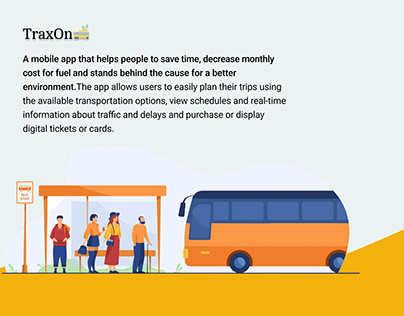 TraxOn
A mobile app that helps people to save time, decrease monthly
cost for fuel and stands behind the cause for a better
environment.The app allows users to easily plan their trips using
the available transportation options, view schedules and real-time
information about traffic and delays and purchase or display
digital tickets or cards.
BUS
STOP